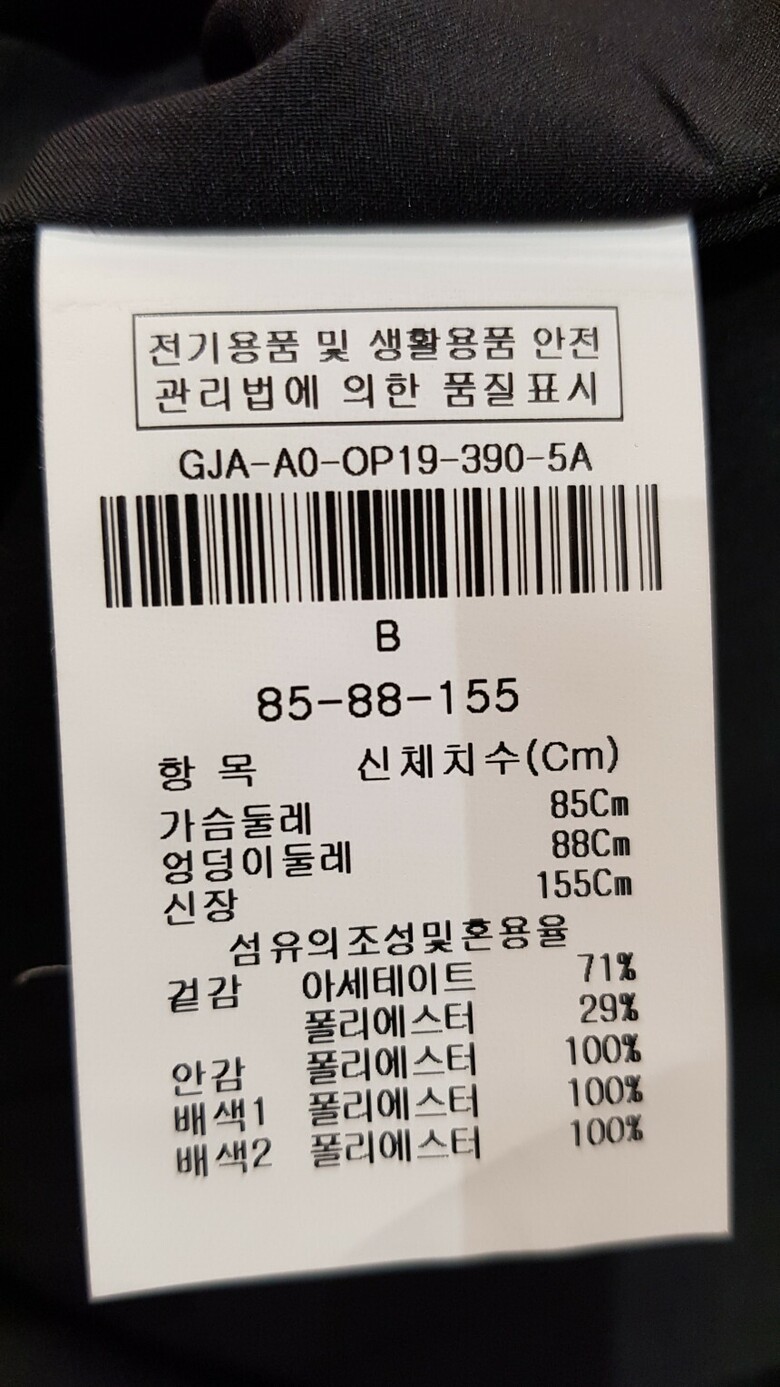 전기용품 및 생활용품 안전
관리법에 의한 품질표시
GJA-A0-OP19-390-5A
B
85-88-155
항 목 신체치수(Cm)
가슴둘레 85Cm
엉덩이둘레 88Cm
신장 155Cm
섬유의조성및혼용율
겉감 아세테이트 71%
폴리에스터 29%
안감 폴리에스터 100%
배색1 폴리에스터 100%
배색2 폴리에스터 100%